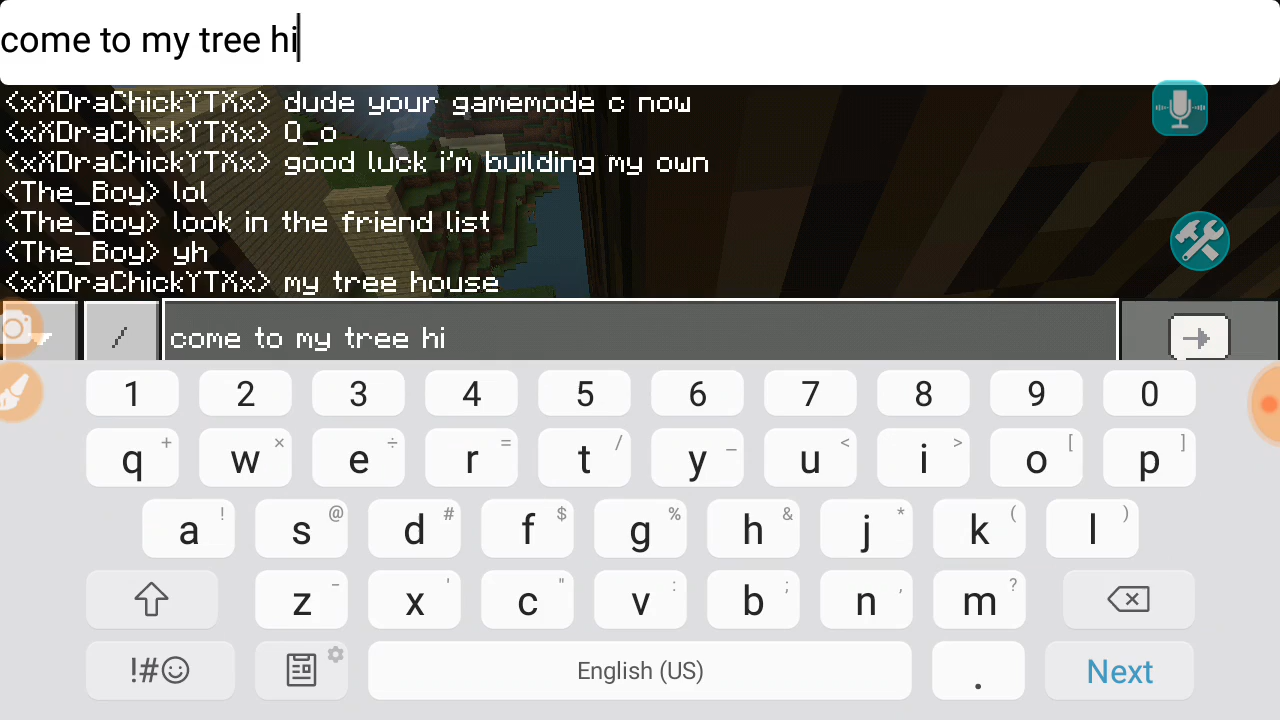 come to my tree hi
<xXDraChickYTXx> dude your gamemode c now
<xXDraChickYTXx> O_o
<xXDraChickYTXx> good luck i'm building my own
<The_Boy> lol
<The_Boy> look in the friend list
<The_Boy> yh
<xXDraChickYTXx> my tree house
/ come to my tree hi
1 2 3 4 5 6 7 8 9 0
q + w × e ÷ r = t / y _ u < i > o [ p ]
a ! s @ d # f $ g % h & j * k ( l )
z - x ' c " v : b ; n , m ?
!#☺ English (US) . Next